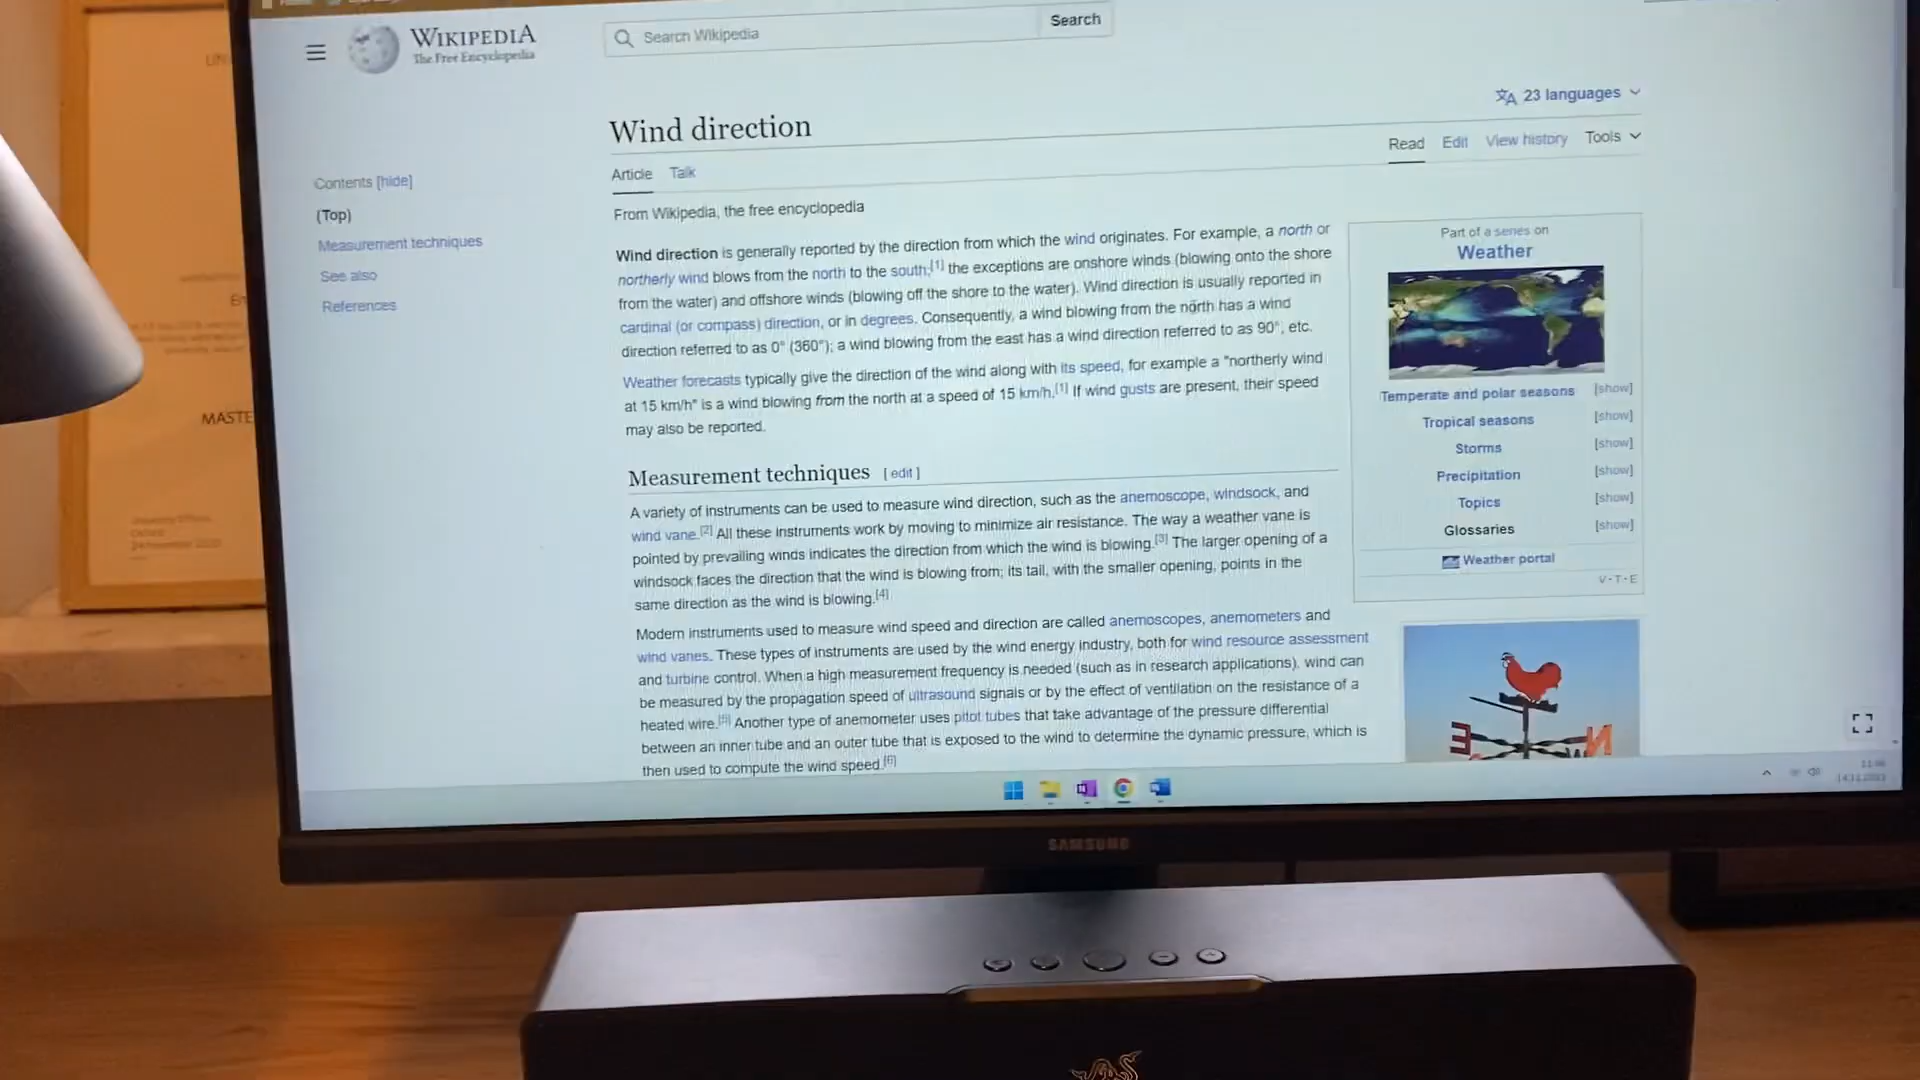 WIKIPEDIA
The Free Encyclopedia
Search Wikipedia
Search
23 languages
Wind direction
Read Edit View history Tools
Article Talk
Contents [hide]
(Top)
Measurement techniques
See also
References
From Wikipedia, the free encyclopedia
Wind direction is generally reported by the direction from which the wind originates. For example, a north or
northerly wind blows from the north to the south;[1] the exceptions are onshore winds (blowing onto the shore
from the water) and offshore winds (blowing off the shore to the water). Wind direction is usually reported in
cardinal (or compass) direction, or in degrees. Consequently, a wind blowing from the north has a wind
direction referred to as 0° (360°); a wind blowing from the east has a wind direction referred to as 90°, etc.
Weather forecasts typically give the direction of the wind along with its speed, for example a "northerly wind
at 15 km/h" is a wind blowing from the north at a speed of 15 km/h.[1] If wind gusts are present, their speed
may also be reported.
Measurement techniques [ edit ]
A variety of instruments can be used to measure wind direction, such as the anemoscope, windsock, and
wind vane.[2] All these instruments work by moving to minimize air resistance. The way a weather vane is
pointed by prevailing winds indicates the direction from which the wind is blowing.[3] The larger opening of a
windsock faces the direction that the wind is blowing from; its tail, with the smaller opening, points in the
same direction as the wind is blowing.[4]
Modern instruments used to measure wind speed and direction are called anemoscopes, anemometers and
wind vanes. These types of instruments are used by the wind energy industry, both for wind resource assessment
and turbine control. When a high measurement frequency is needed (such as in research applications), wind can
be measured by the propagation speed of ultrasound signals or by the effect of ventilation on the resistance of a
heated wire.[5] Another type of anemometer uses pitot tubes that take advantage of the pressure differential
between an inner tube and an outer tube that is exposed to the wind to determine the dynamic pressure, which is
then used to compute the wind speed.[6]
Part of a series on
Weather
Temperate and polar seasons [show]
Tropical seasons [show]
Storms [show]
Precipitation [show]
Topics [show]
Glossaries [show]
Weather portal
V · T · E
E N
W
SAMSUNG
MASTE